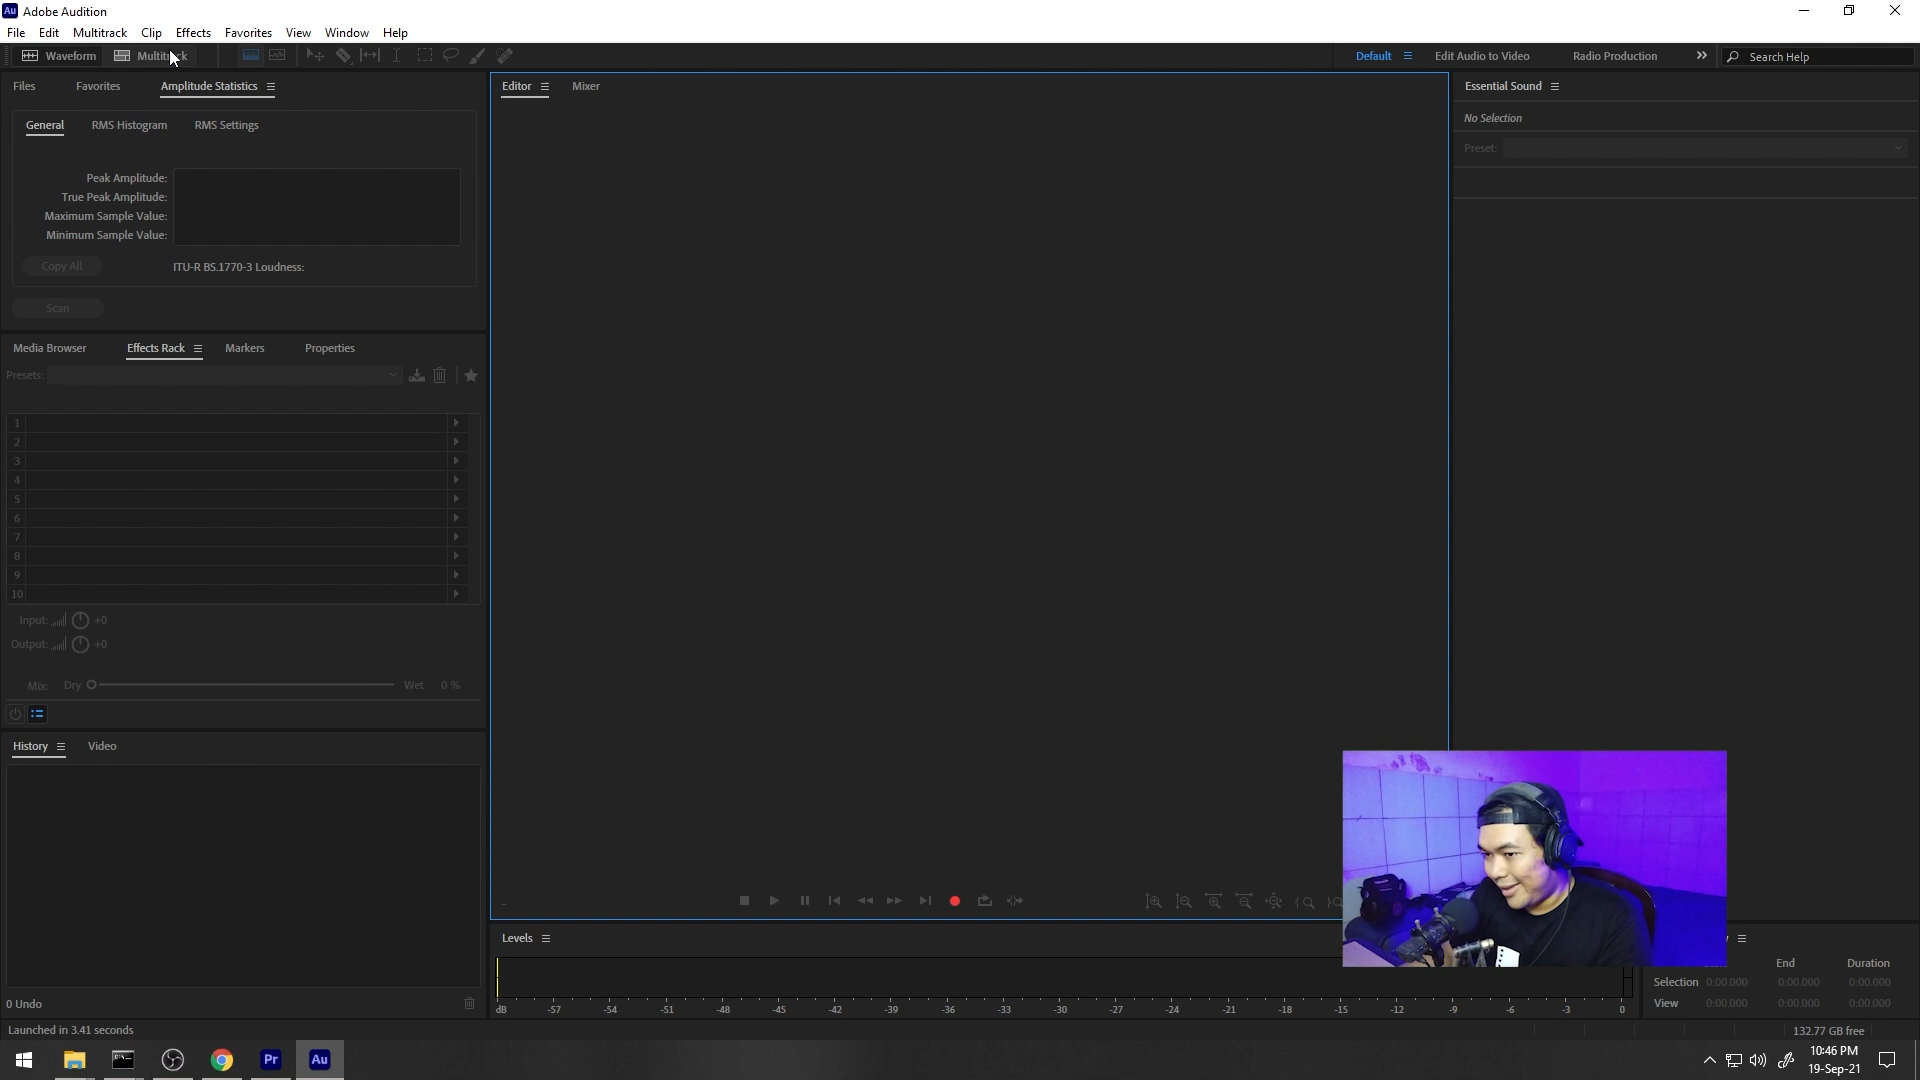 Au Adobe Audition
File Edit Multitrack Clip Effects Favorites View Window Help
Waveform Multitrack Default Edit Audio to Video Radio Production Search Help
Files Favorites Amplitude Statistics
General RMS Histogram RMS Settings
Peak Amplitude:
True Peak Amplitude:
Maximum Sample Value:
Minimum Sample Value:
Copy All ITU-R BS.1770-3 Loudness:
Scan
Media Browser Effects Rack Markers Properties
Presets:
1
2
3
4
5
6
7
8
9
10
Input: +0
Output: +0
Mix: Dry Wet 0 %
History Video
0 Undo
Editor Mixer
Levels
dB -57 -54 -51 -48 -45 -42 -39 -36 -33 -30 -27 -24 -21 -18 -15 -12 -9 -6 -3 0
Essential Sound
No Selection
Preset:
End Duration
Selection 0:00.000 0:00.000 0:00.000
View 0:00.000 0:00.000 0:00.000
Launched in 3.41 seconds 132.77 GB free
Pr Au
10:46 PM
19-Sep-21